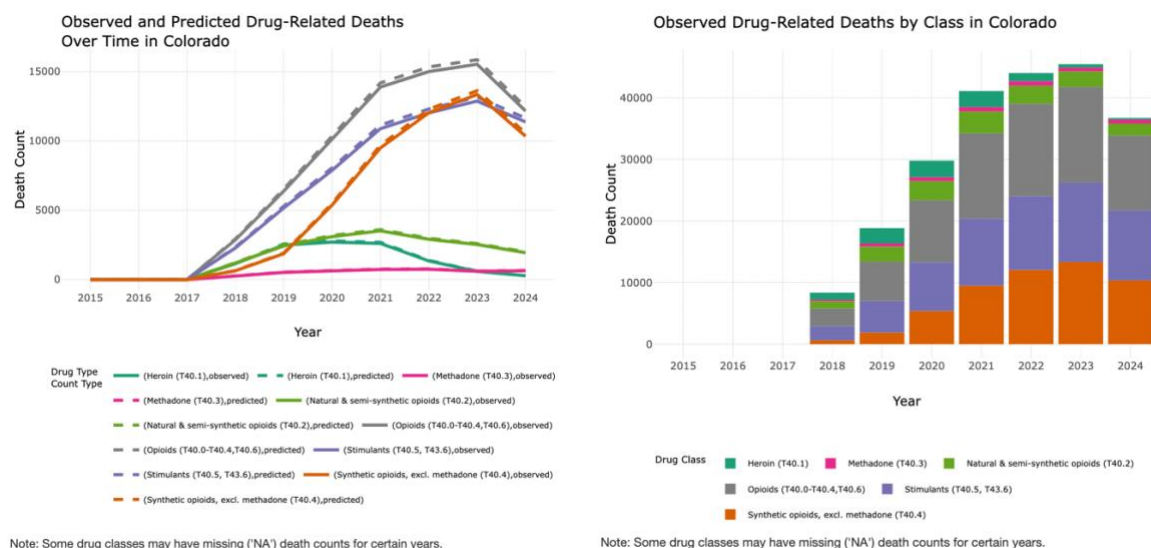 Observed and Predicted Drug-Related Deaths
Over Time in Colorado
15000
10000
5000
0
Death Count
2015 2016 2017 2018 2019 2020 2021 2022 2023 2024
Year
Drug Type
Count Type
(Heroin (T40.1),observed) (Heroin (T40.1),predicted) (Methadone (T40.3),observed)
(Methadone (T40.3),predicted) (Natural & semi-synthetic opioids (T40.2),observed)
(Natural & semi-synthetic opioids (T40.2),predicted) (Opioids (T40.0-T40.4,T40.6),observed)
(Opioids (T40.0-T40.4,T40.6),predicted) (Stimulants (T40.5, T43.6),observed)
(Stimulants (T40.5, T43.6),predicted) (Synthetic opioids, excl. methadone (T40.4),observed)
(Synthetic opioids, excl. methadone (T40.4),predicted)
Note: Some drug classes may have missing ('NA') death counts for certain years.
Observed Drug-Related Deaths by Class in Colorado
40000
30000
20000
10000
0
Death Count
2015 2016 2017 2018 2019 2020 2021 2022 2023 2024
Year
Drug Class
Heroin (T40.1) Methadone (T40.3) Natural & semi-synthetic opioids (T40.2)
Opioids (T40.0-T40.4,T40.6) Stimulants (T40.5, T43.6)
Synthetic opioids, excl. methadone (T40.4)
Note: Some drug classes may have missing ('NA') death counts for certain years.